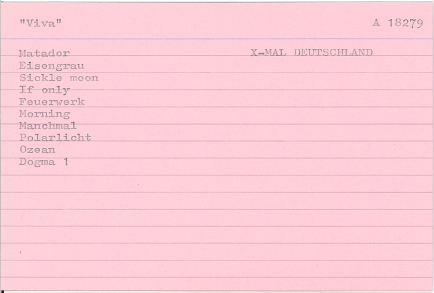 "Viva" A 18279
Matador X-MAL DEUTSCHLAND
Eisengrau
Sickle moon
If only
Feuerwerk
Morning
Manchmal
Polarlicht
Ozean
Dogma 1